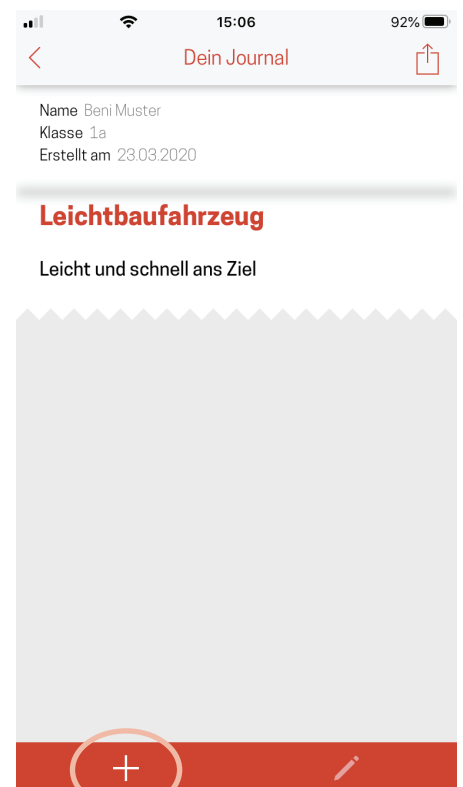 15:06
92%
Dein Journal
Name Beni Muster
Klasse 1a
Erstellt am 23.03.2020
Leichtbaufahrzeug
Leicht und schnell ans Ziel